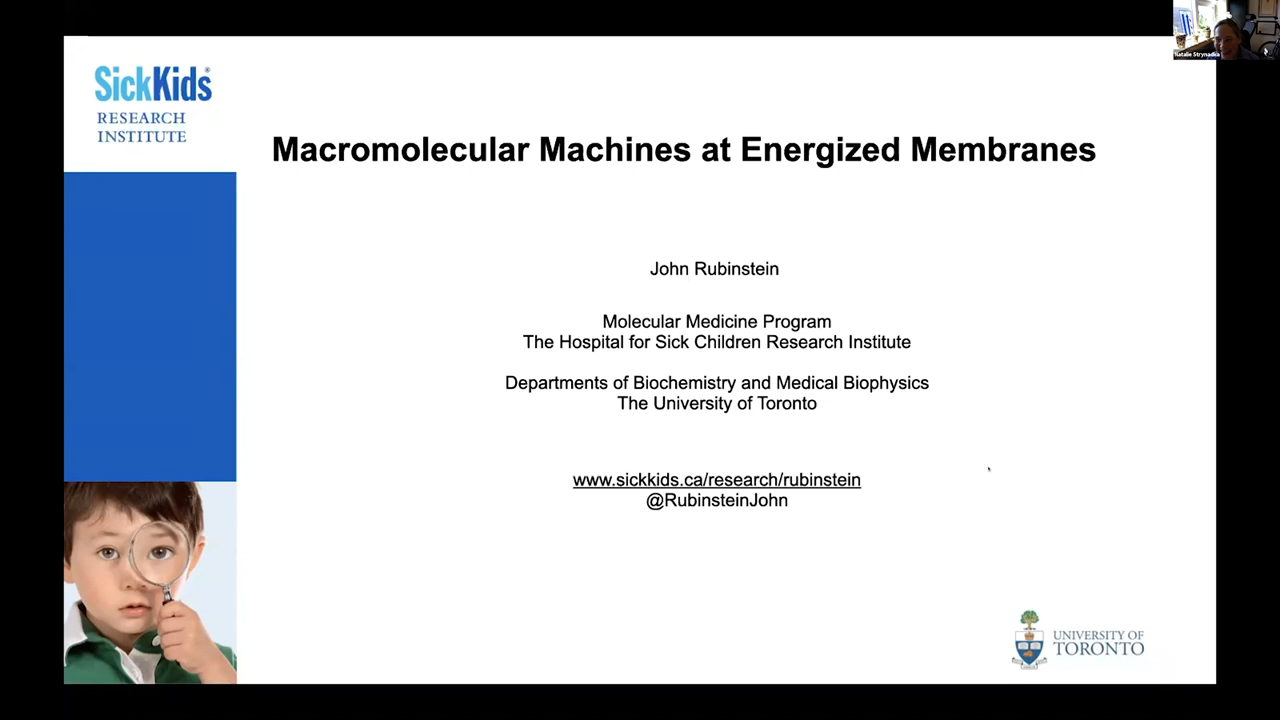 Natalie Strynadka
SickKids®
RESEARCH
INSTITUTE
Macromolecular Machines at Energized Membranes
John Rubinstein
Molecular Medicine Program
The Hospital for Sick Children Research Institute
Departments of Biochemistry and Medical Biophysics
The University of Toronto
www.sickkids.ca/research/rubinstein
@RubinsteinJohn
UNIVERSITY OF
TORONTO